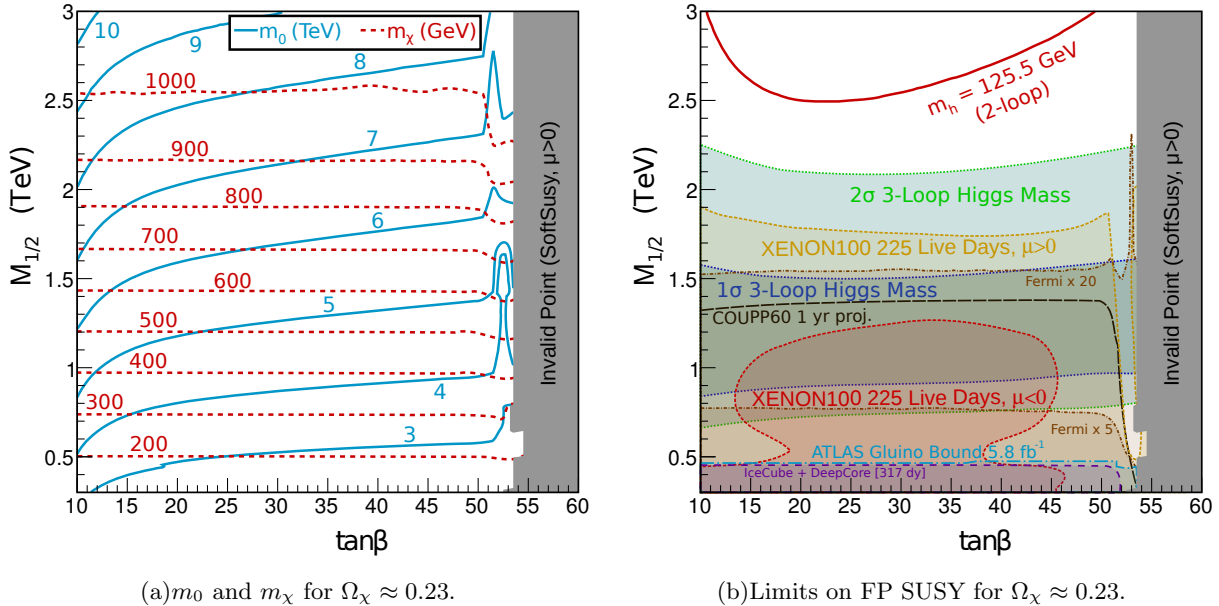 m₀ (TeV) m_χ (GeV)
10
9
8
1000
7
900
800
6
700
600
5
500
400
4
300
3
200
3
2.5
2
1.5
1
0.5
M₁/₂ (TeV)
10 15 20 25 30 35 40 45 50 55 60
tanβ
Invalid Point (SoftSusy, μ>0)
(a)m₀ and m_χ for Ω_χ ≈ 0.23.
m_h = 125.5 GeV
(2-loop)
2σ 3-Loop Higgs Mass
XENON100 225 Live Days, μ>0
Fermi x 20
1σ 3-Loop Higgs Mass
COUPP60 1 yr proj.
XENON100 225 Live Days, μ<0
Fermi x 5
ATLAS Gluino Bound 5.8 fb⁻¹
IceCube + DeepCore [317 dy]
3
2.5
2
1.5
1
0.5
M₁/₂ (TeV)
10 15 20 25 30 35 40 45 50 55 60
tanβ
Invalid Point (SoftSusy, μ>0)
(b)Limits on FP SUSY for Ω_χ ≈ 0.23.